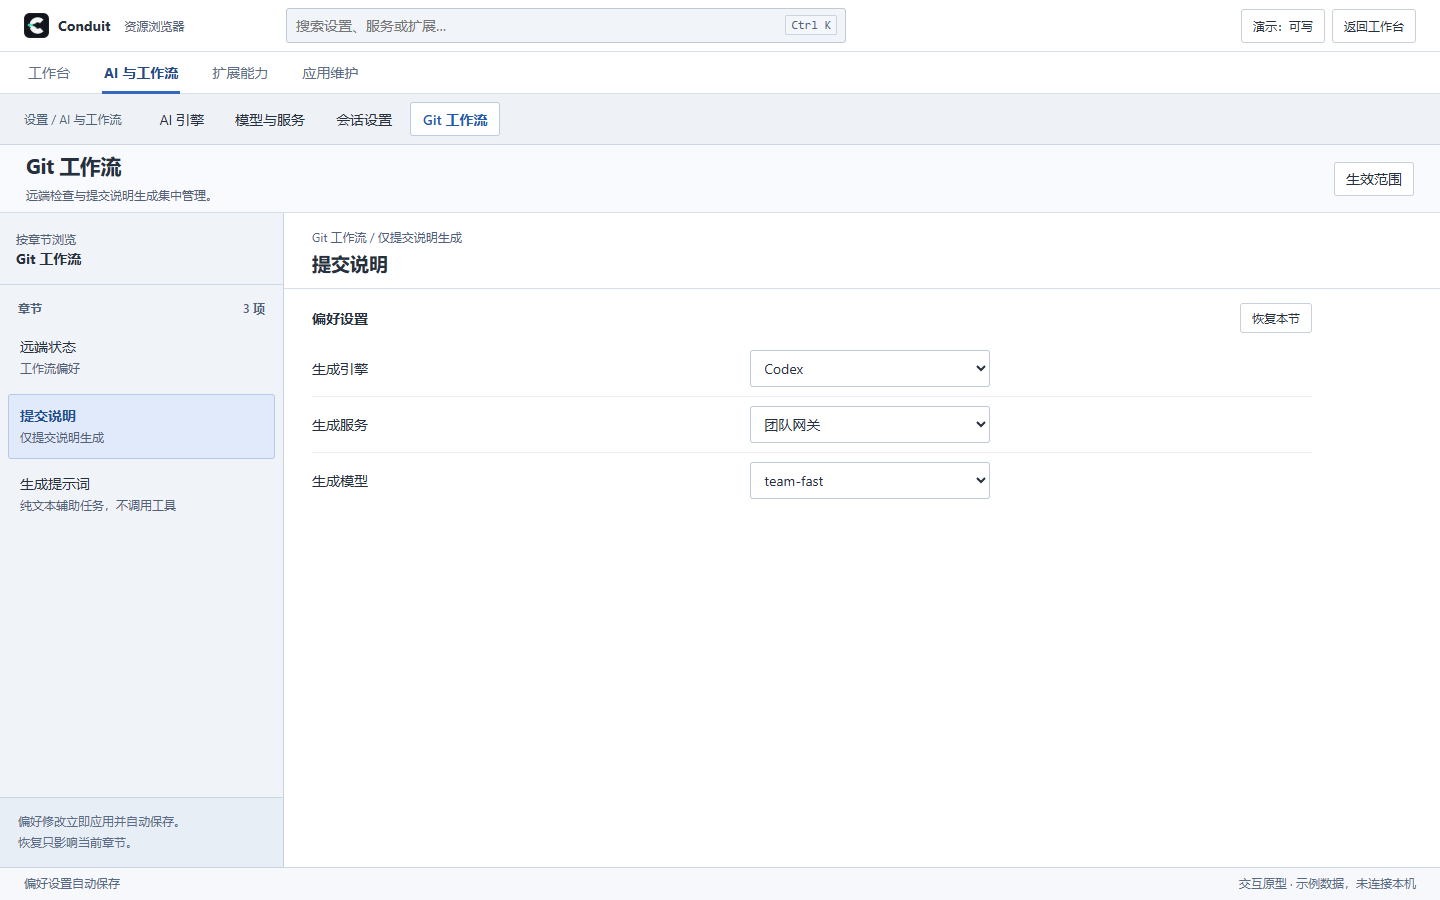 Conduit 资源浏览器
搜索设置、服务或扩展... Ctrl K
演示：可写
返回工作台
工作台 AI 与工作流 扩展能力 应用维护
设置 / AI 与工作流 AI 引擎 模型与服务 会话设置 Git 工作流
Git 工作流
远端检查与提交说明生成集中管理。
生效范围
按章节浏览
Git 工作流
章节 3 项
远端状态
工作流偏好
提交说明
仅提交说明生成
生成提示词
纯文本辅助任务，不调用工具
偏好修改立即应用并自动保存。
恢复只影响当前章节。
Git 工作流 / 仅提交说明生成
提交说明
偏好设置 恢复本节
生成引擎 Codex
生成服务 团队网关
生成模型 team-fast
偏好设置自动保存
交互原型 · 示例数据，未连接本机